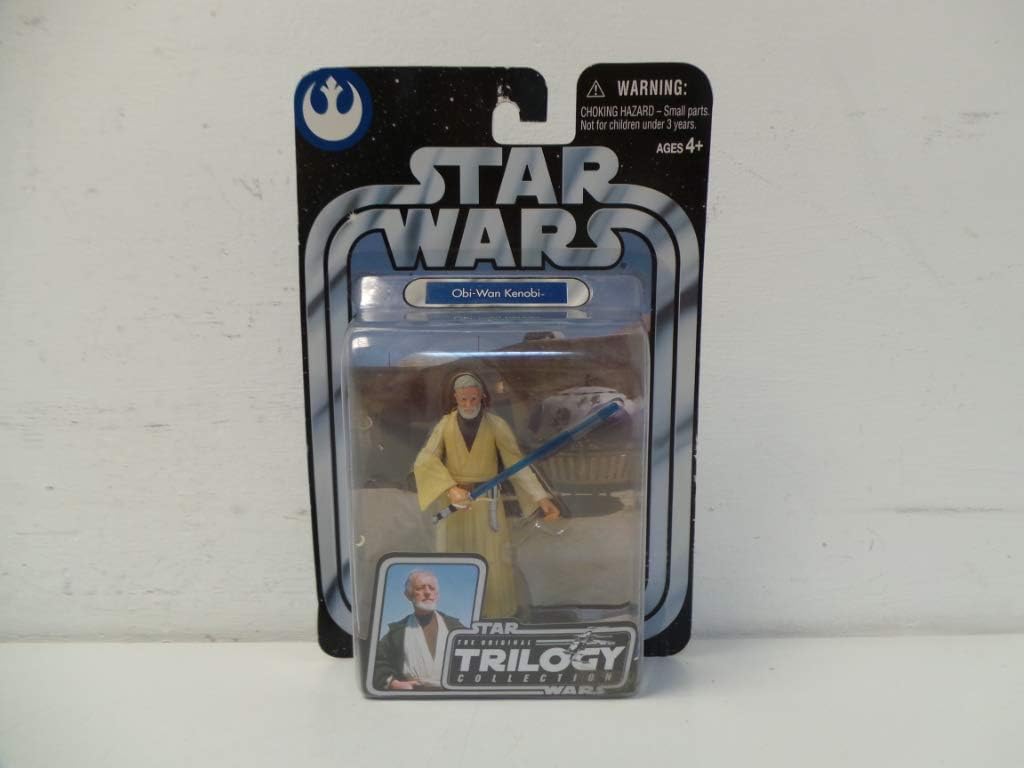 WARNING:
CHOKING HAZARD – Small parts.
Not for children under 3 years.
AGES 4+
STAR
WARS
Obi-Wan Kenobi™
STAR
THE ORIGINAL
TRILOGY
COLLECTION
WARS